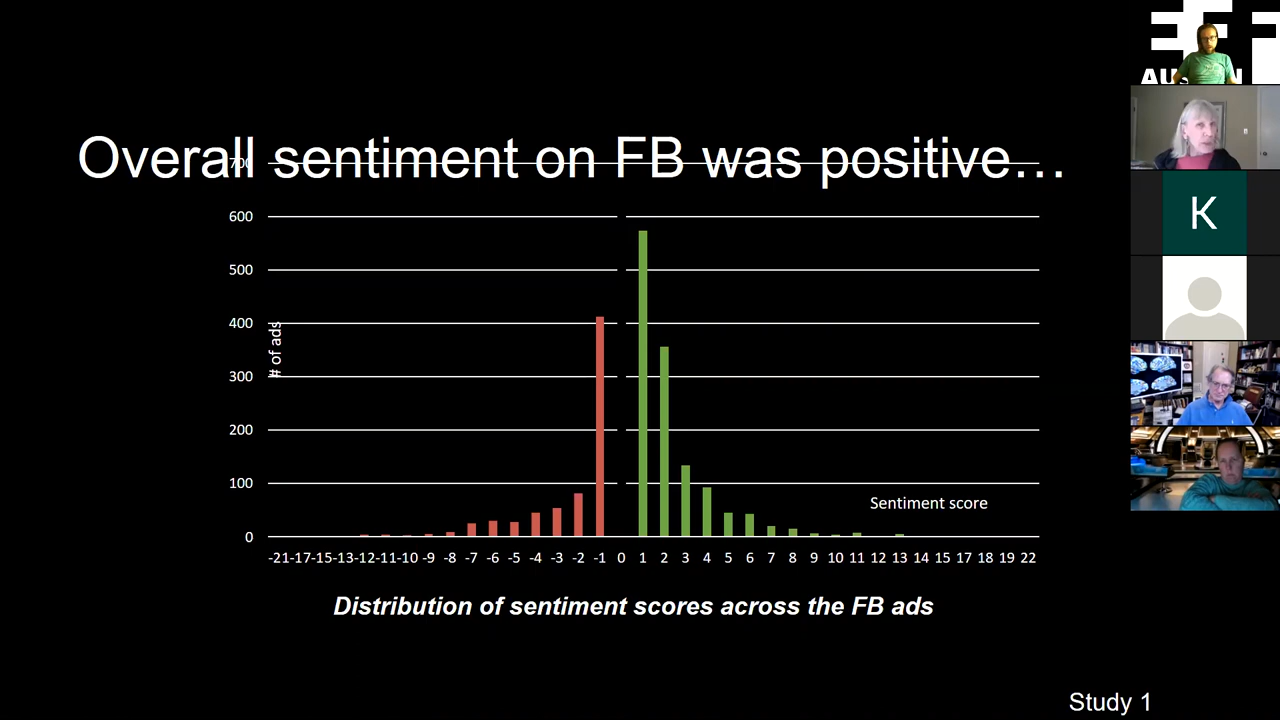 Overall sentiment on FB was positive…
700
600
500
400
300
200
100
0
# of ads
Sentiment score
-21-17-15-13-12-11-10 -9 -8 -7 -6 -5 -4 -3 -2 -1 0 1 2 3 4 5 6 7 8 9 10 11 12 13 14 15 17 18 19 22
Distribution of sentiment scores across the FB ads
Study 1
K